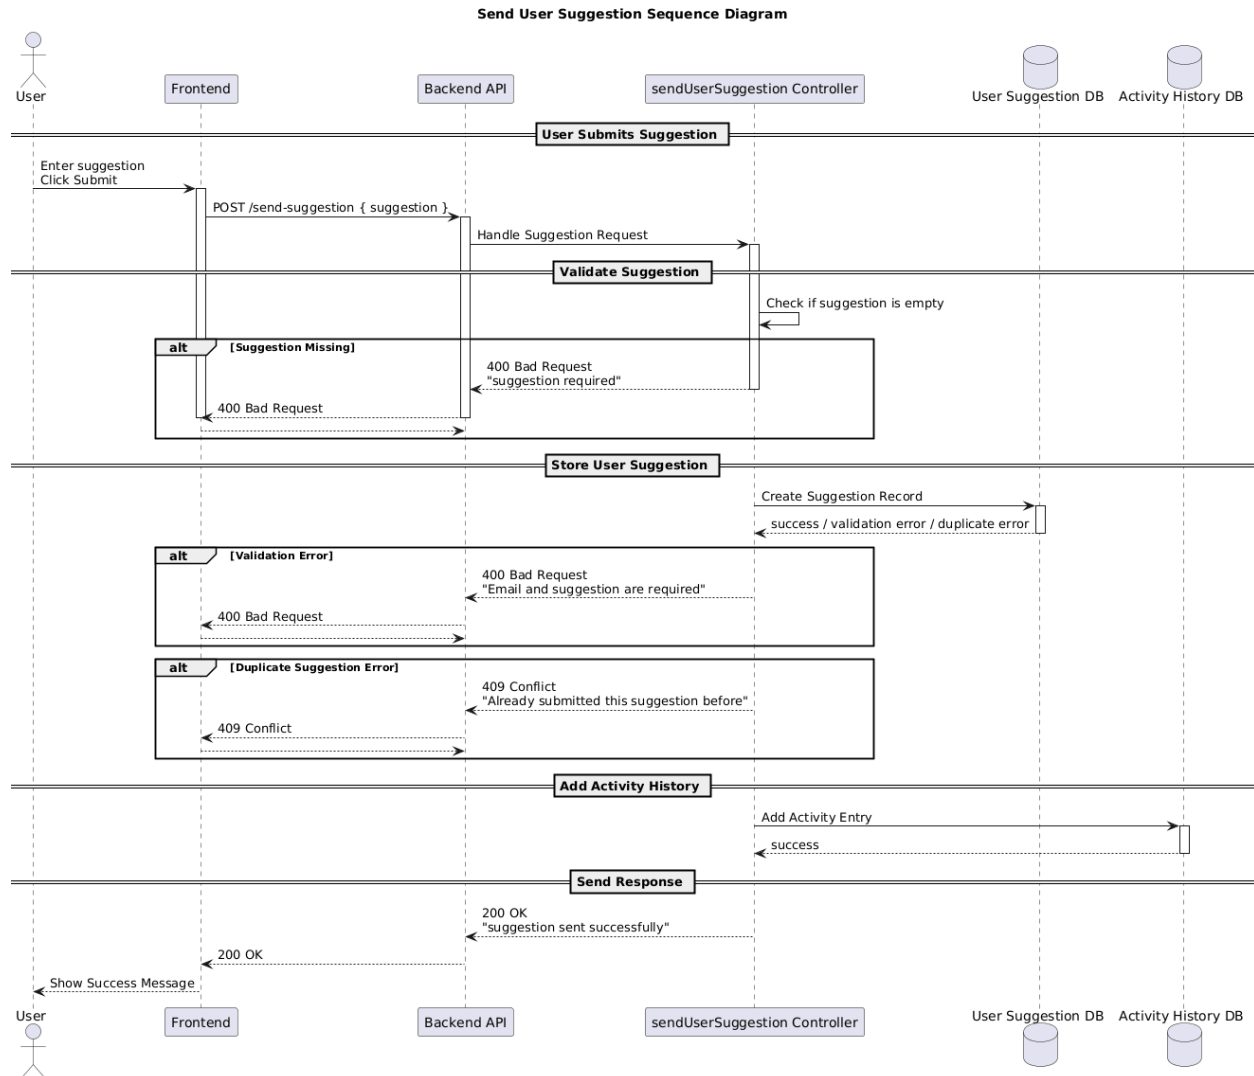 Send User Suggestion Sequence Diagram
User
Frontend
Backend API
sendUserSuggestion Controller
User Suggestion DB
Activity History DB
User Submits Suggestion
Enter suggestion
Click Submit
POST /send-suggestion { suggestion }
Handle Suggestion Request
Validate Suggestion
Check if suggestion is empty
alt
[Suggestion Missing]
400 Bad Request
"suggestion required"
400 Bad Request
Store User Suggestion
Create Suggestion Record
success / validation error / duplicate error
alt
[Validation Error]
400 Bad Request
"Email and suggestion are required"
400 Bad Request
alt
[Duplicate Suggestion Error]
409 Conflict
"Already submitted this suggestion before"
409 Conflict
Add Activity History
Add Activity Entry
success
Send Response
200 OK
"suggestion sent successfully"
200 OK
Show Success Message
User
Frontend
Backend API
sendUserSuggestion Controller
User Suggestion DB
Activity History DB